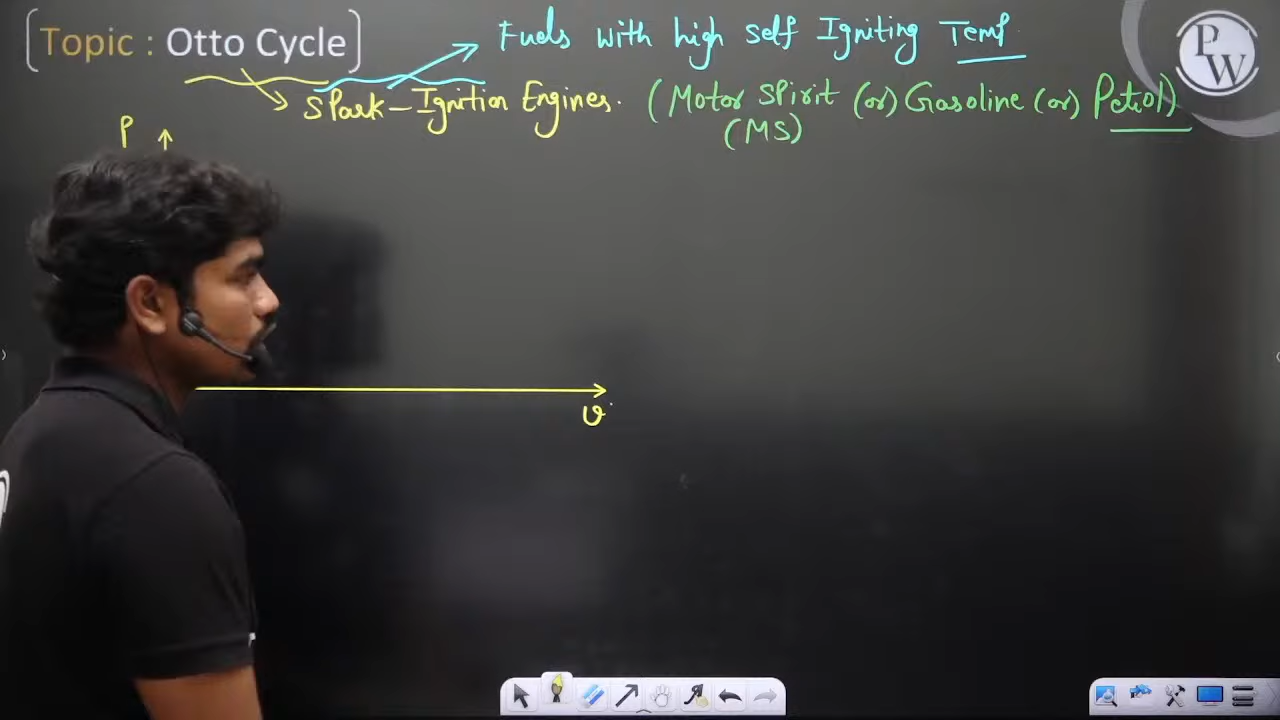 [Topic : Otto Cycle]
Fuels with high self Igniting Temp
Spark-Ignition Engines. (Motor Spirit (or) Gasoline (or) Petrol)
(MS)
P
v
PW